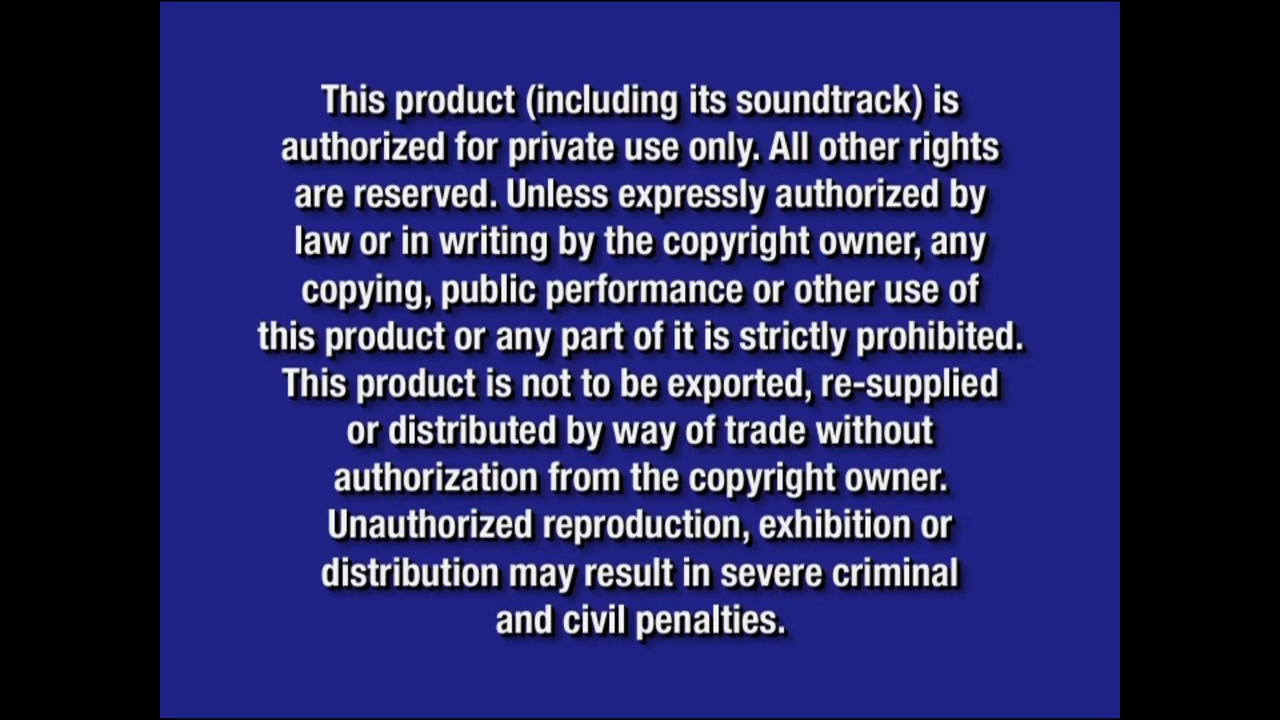 This product (including its soundtrack) is
authorized for private use only. All other rights
are reserved. Unless expressly authorized by
law or in writing by the copyright owner, any
copying, public performance or other use of
this product or any part of it is strictly prohibited.
This product is not to be exported, re-supplied
or distributed by way of trade without
authorization from the copyright owner.
Unauthorized reproduction, exhibition or
distribution may result in severe criminal
and civil penalties.